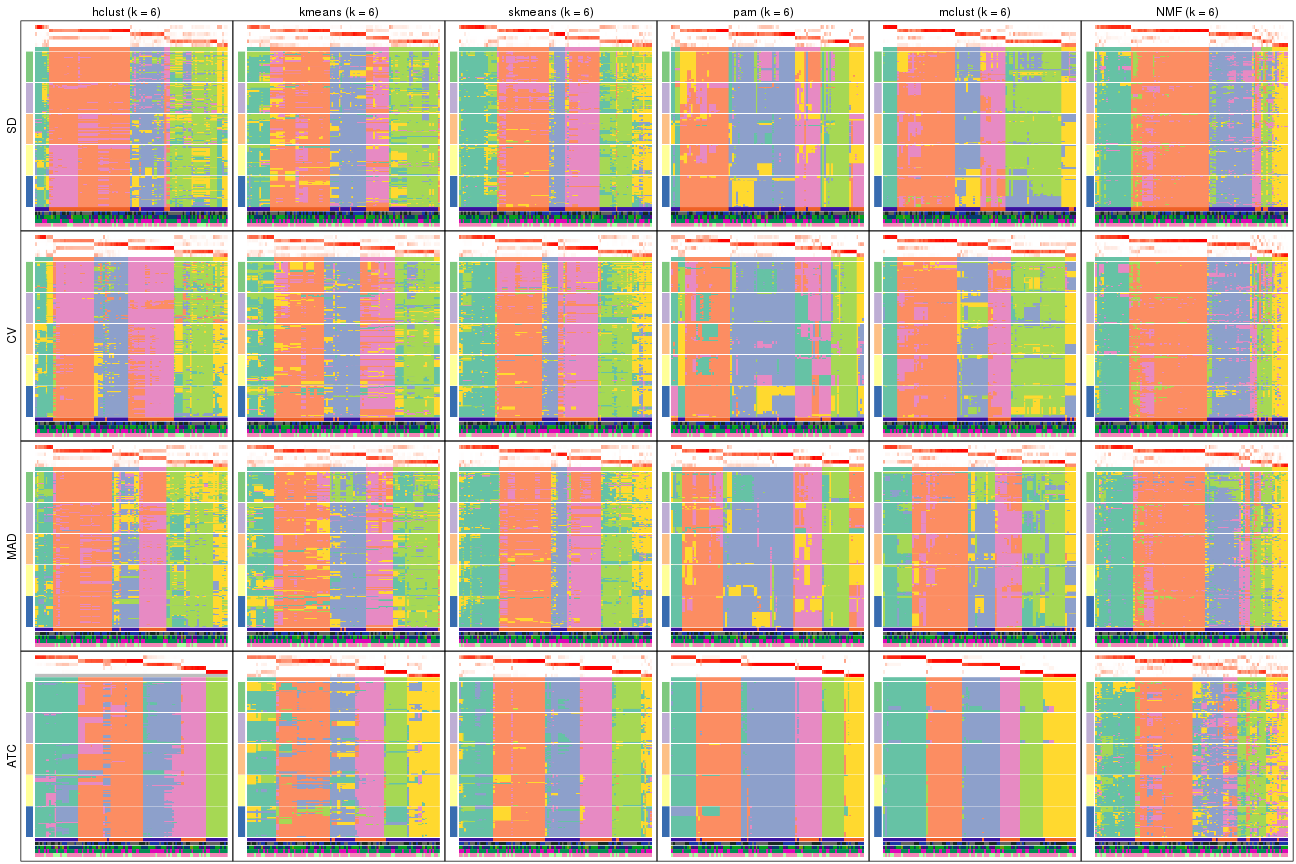 hclust (k = 6) kmeans (k = 6) skmeans (k = 6) pam (k = 6) mclust (k = 6) NMF (k = 6)
SD
CV
MAD
ATC